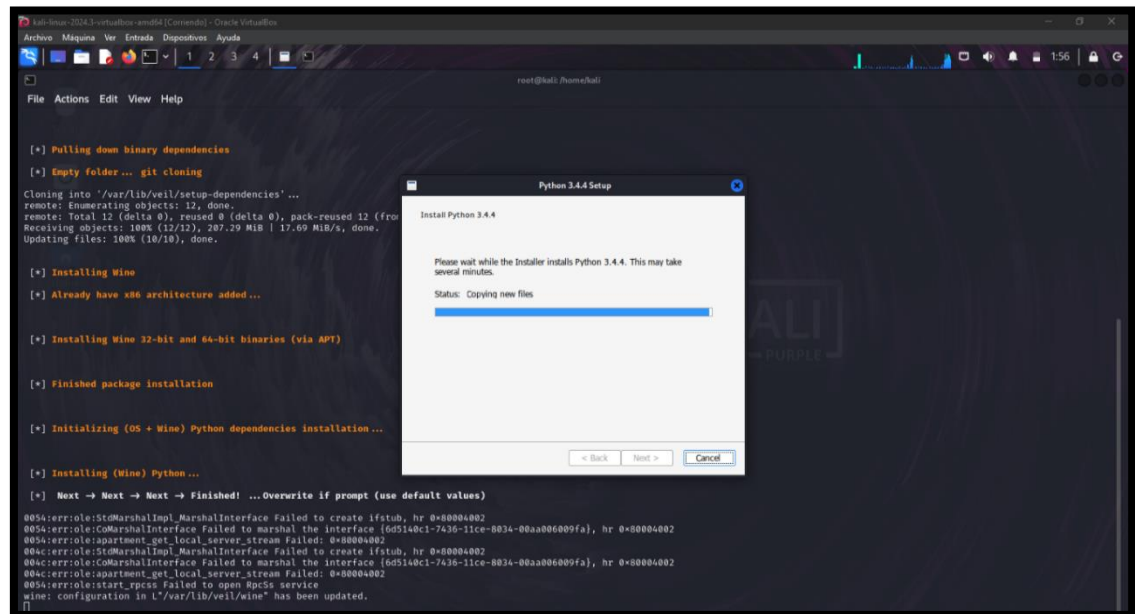 kali-linux-2024.3-virtualbox-amd64 [Corriendo] - Oracle VirtualBox
Archivo Máquina Ver Entrada Dispositivos Ayuda
1 2 3 4
1:56
root@kali: /home/kali
File Actions Edit View Help
[*] Pulling down binary dependencies
[*] Empty folder... git cloning
Cloning into '/var/lib/veil/setup-dependencies'...
remote: Enumerating objects: 12, done.
remote: Total 12 (delta 0), reused 0 (delta 0), pack-reused 12 (fro
Receiving objects: 100% (12/12), 207.29 MiB | 17.69 MiB/s, done.
Updating files: 100% (10/10), done.
[*] Installing Wine
[*] Already have x86 architecture added...
[*] Installing Wine 32-bit and 64-bit binaries (via APT)
[*] Finished package installation
[*] Initializing (OS + Wine) Python dependencies installation...
[*] Installing (Wine) Python...
[*] Next → Next → Next → Finished! ...Overwrite if prompt (use default values)
0054:err:ole:StdMarshalImpl_MarshalInterface Failed to create ifstub, hr 0×80004002
0054:err:ole:CoMarshalInterface Failed to marshal the interface {6d5140c1-7436-11ce-8034-00aa006009fa}, hr 0×80004002
0054:err:ole:apartment_get_local_server_stream Failed: 0×80004002
004c:err:ole:StdMarshalImpl_MarshalInterface Failed to create ifstub, hr 0×80004002
004c:err:ole:CoMarshalInterface Failed to marshal the interface {6d5140c1-7436-11ce-8034-00aa006009fa}, hr 0×80004002
004c:err:ole:apartment_get_local_server_stream Failed: 0×80004002
0054:err:ole:start_rpcss Failed to open RpcSs service
wine: configuration in L"/var/lib/veil/wine" has been updated.
Python 3.4.4 Setup
Install Python 3.4.4
Please wait while the Installer installs Python 3.4.4. This may take
several minutes.
Status: Copying new files
< Back Next > Cancel
KALI
PURPLE